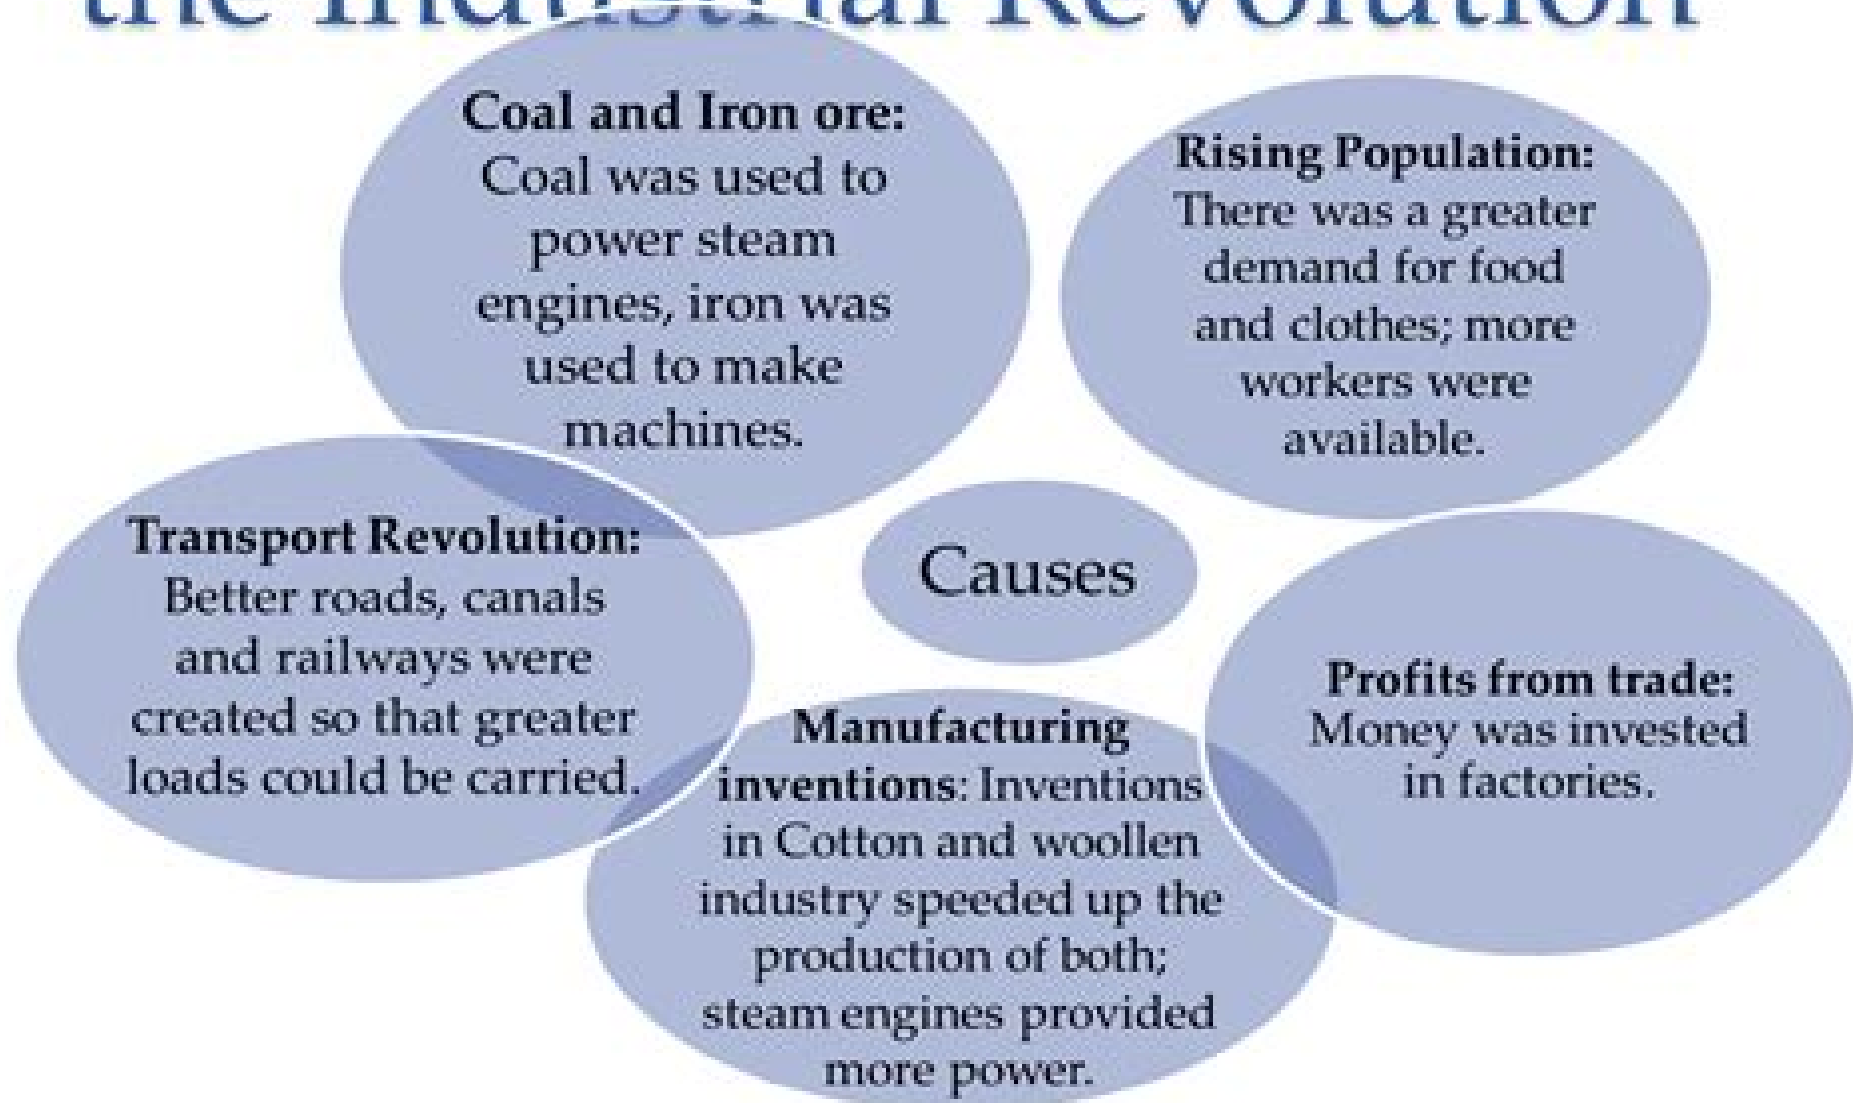 the Industrial Revolution
Coal and Iron ore:
Coal was used to
power steam
engines, iron was
used to make
machines.
Rising Population:
There was a greater
demand for food
and clothes; more
workers were
available.
Transport Revolution:
Better roads, canals
and railways were
created so that greater
loads could be carried.
Causes
Profits from trade:
Money was invested
in factories.
Manufacturing
inventions: Inventions
in Cotton and woollen
industry speeded up the
production of both;
steam engines provided
more power.